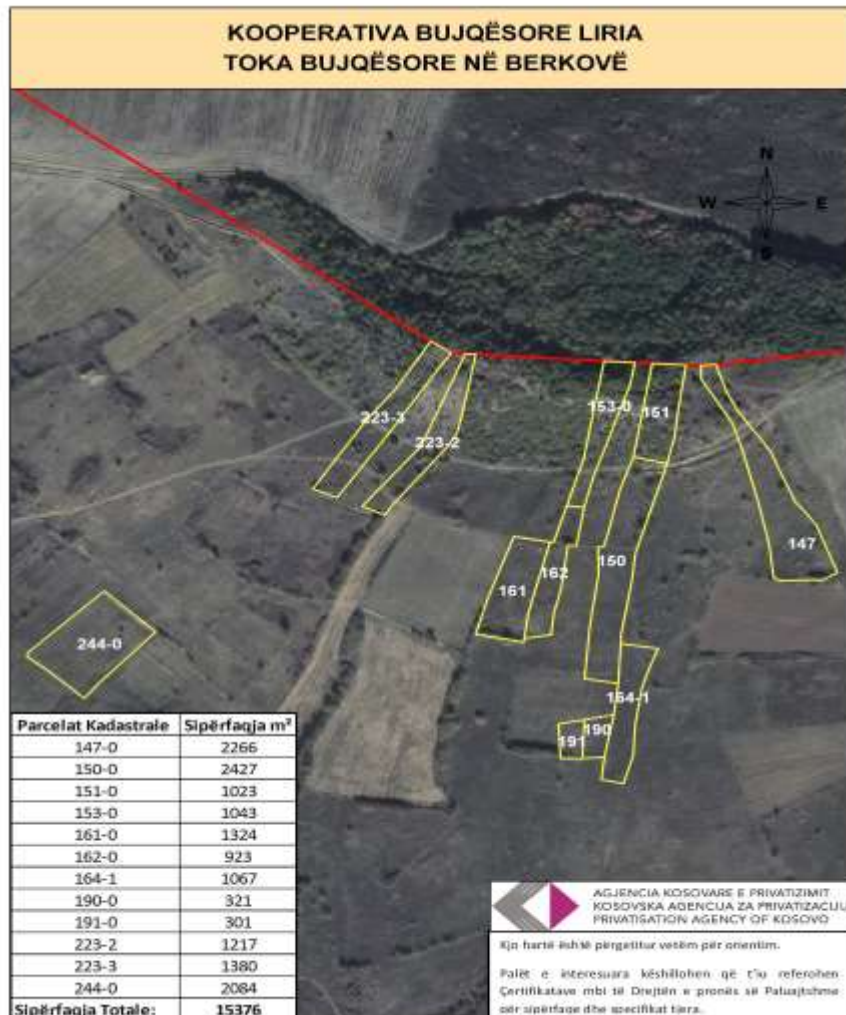 KOOPERATIVA BUJQËSORE LIRIA
TOKA BUJQËSORE NË BERKOVË
N
W E
S
223-3
223-2
153-0
151
147
150
161
162
244-0
164-1
190
191
Parcelat Kadastrale Sipërfaqja m²
147-0 2266
150-0 2427
151-0 1023
153-0 1043
161-0 1324
162-0 923
164-1 1067
190-0 321
191-0 301
223-2 1217
223-3 1380
244-0 2084
Sipërfaqja Totale: 15376
AGJENCIA KOSOVARE E PRIVATIZIMIT
KOSOVSKA AGENCIJA ZA PRIVATIZACIJU
PRIVATISATION AGENCY OF KOSOVO
Kjo hartë është përgatitur vetëm për orientim.
Palët e interesuara këshillohen që t'iu referohen
Çertifikatave mbi të Drejtën e pronës së Paluajtshme
për sipërfaqe dhe specifikat tjera.